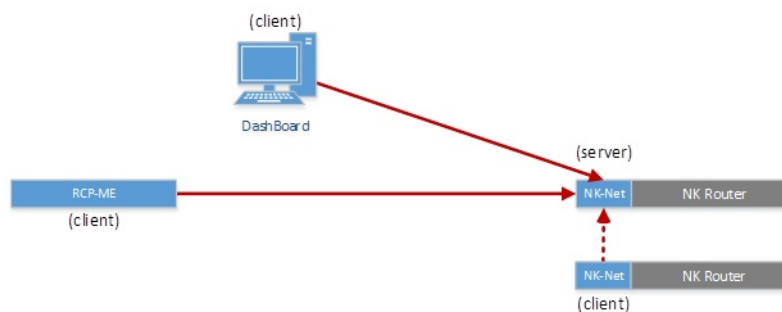 (client)
DashBoard
(server)
RCP-ME
NK-Net
NK Router
(client)
NK-Net
NK Router
(client)